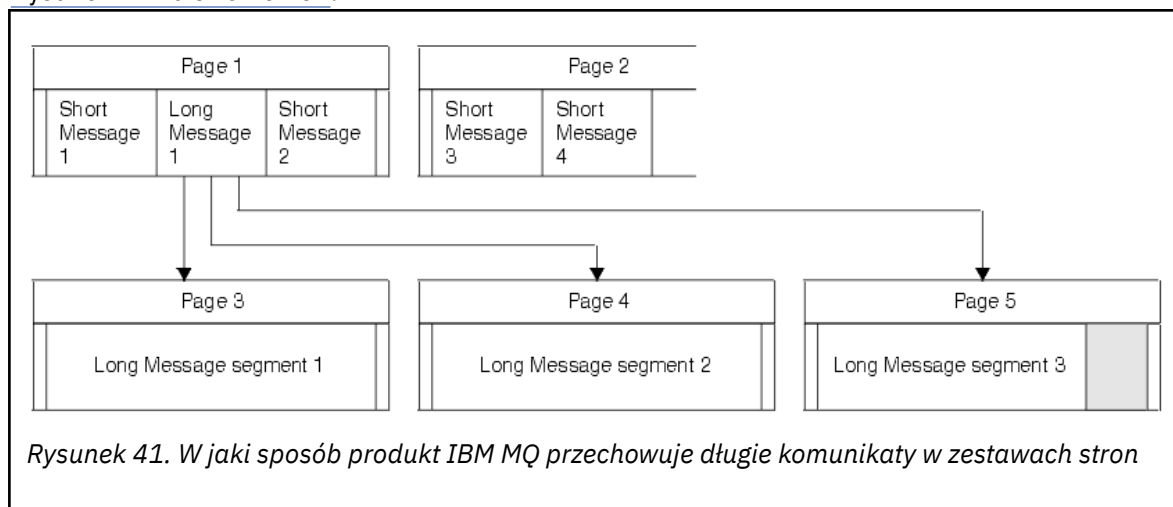 Page 1
Page 2
Short Message 1
Long Message 1
Short Message 2
Short Message 3
Short Message 4
Page 3
Page 4
Page 5
Long Message segment 1
Long Message segment 2
Long Message segment 3
Rysunek 41. W jaki sposób produkt IBM MQ przechowuje długie komunikaty w zestawach stron